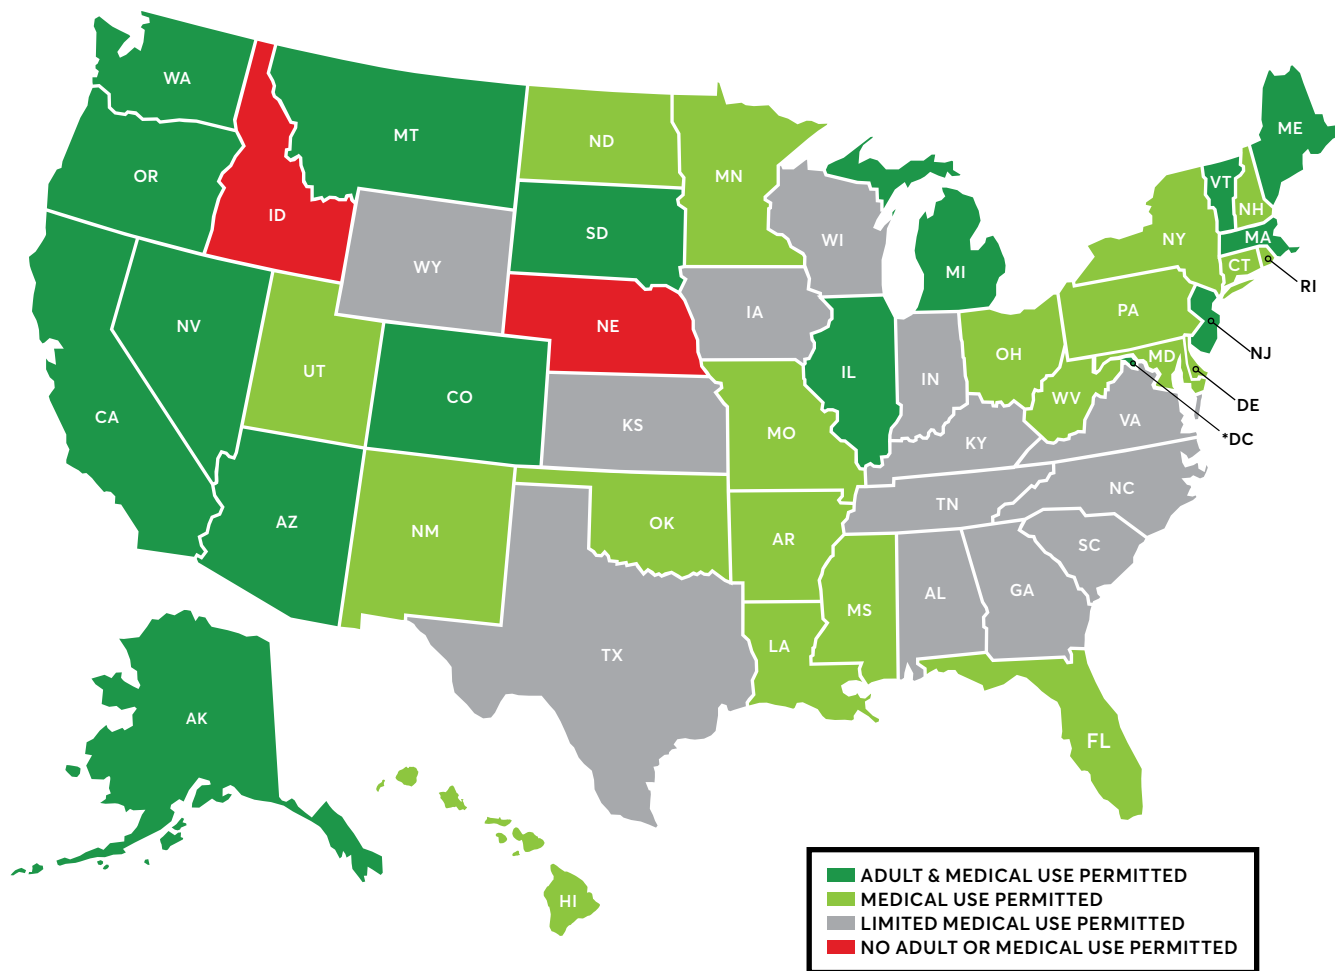 WA
ME
MT
ND
OR
MN
VT
NH
ID
SD
WI
NY
MA
WY
MI
CT
RI
NV
NE
IA
PA
NJ
UT
OH
MD
CO
IL
IN
WV
DE
CA
KS
MO
KY
VA
*DC
AZ
NM
OK
AR
TN
NC
SC
MS
AL
GA
TX
LA
AK
FL
HI
ADULT & MEDICAL USE PERMITTED
MEDICAL USE PERMITTED
LIMITED MEDICAL USE PERMITTED
NO ADULT OR MEDICAL USE PERMITTED